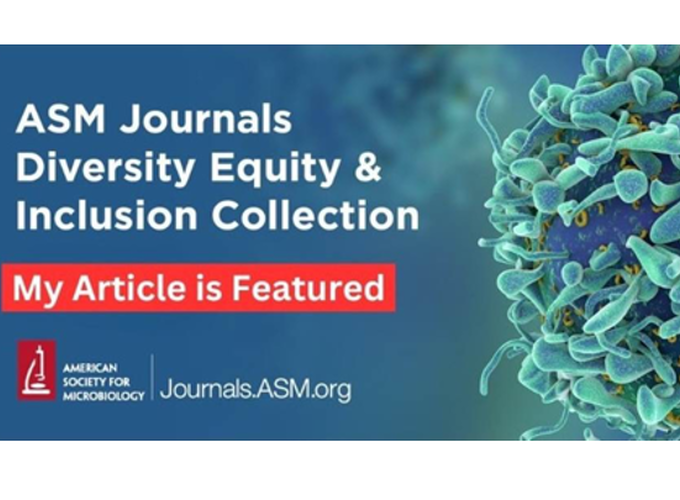 ASM Journals
Diversity Equity &
Inclusion Collection
My Article is Featured
AMERICAN
SOCIETY FOR
MICROBIOLOGY
Journals.ASM.org